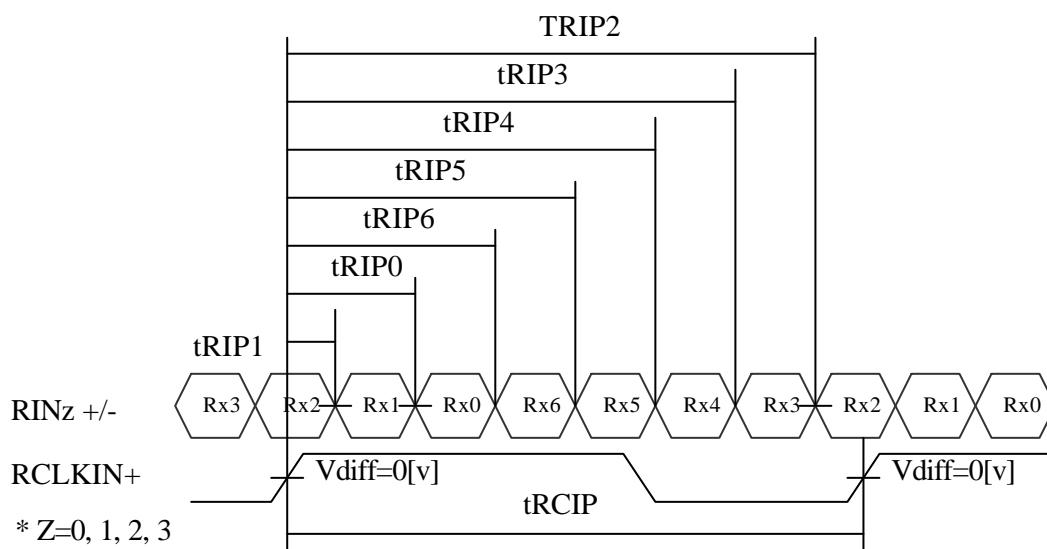 TRIP2
tRIP3
tRIP4
tRIP5
tRIP6
tRIP0
tRIP1
RINz +/- Rx3 Rx2 Rx1 Rx0 Rx6 Rx5 Rx4 Rx3 Rx2 Rx1 Rx0
RCLKIN+ Vdiff=0[v] Vdiff=0[v]
tRCIP
* Z=0, 1, 2, 3